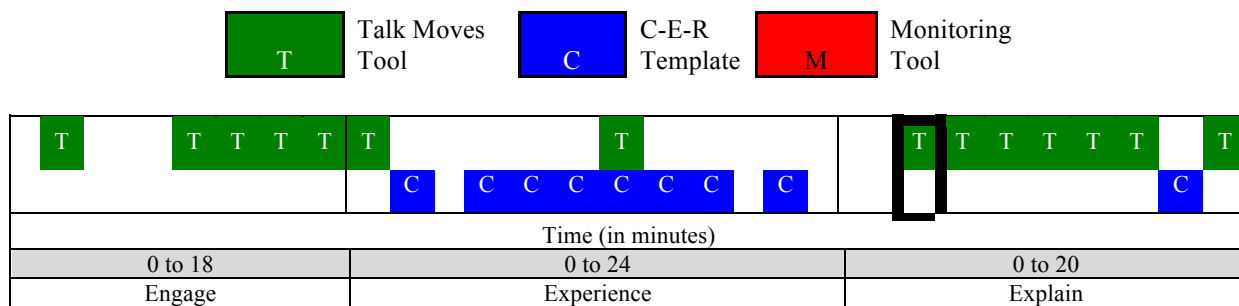 T Talk Moves Tool
C C-E-R Template
M Monitoring Tool
T T T T T T T T T T T T T T
C C C C C C C C C
Time (in minutes)
0 to 18 0 to 24 0 to 20
Engage Experience Explain